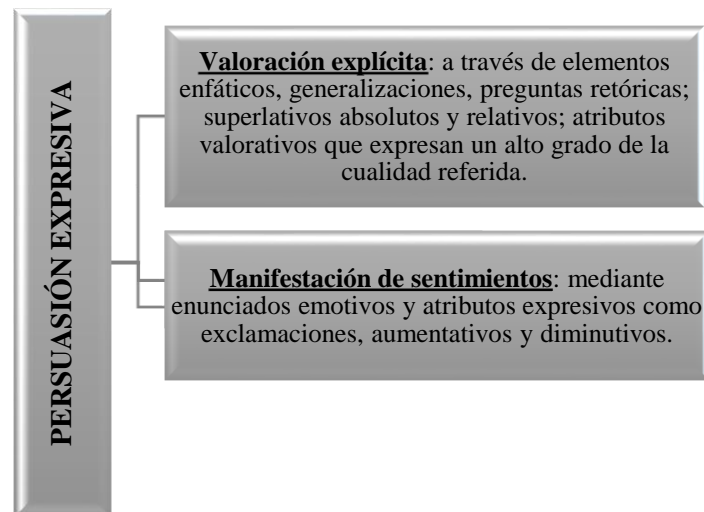 PERSUASIÓN EXPRESIVA
Valoración explícita: a través de elementos
enfáticos, generalizaciones, preguntas retóricas;
superlativos absolutos y relativos; atributos
valorativos que expresan un alto grado de la
cualidad referida.
Manifestación de sentimientos: mediante
enunciados emotivos y atributos expresivos como
exclamaciones, aumentativos y diminutivos.